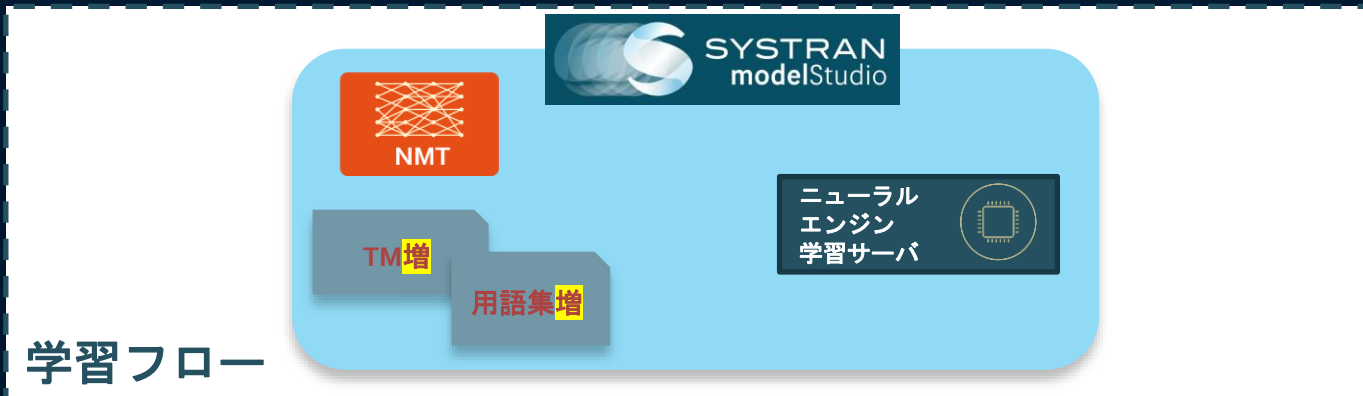 SYSTRAN
modelStudio
NMT
ニューラル
エンジン
学習サーバ
TM増
用語集増
学習フロー